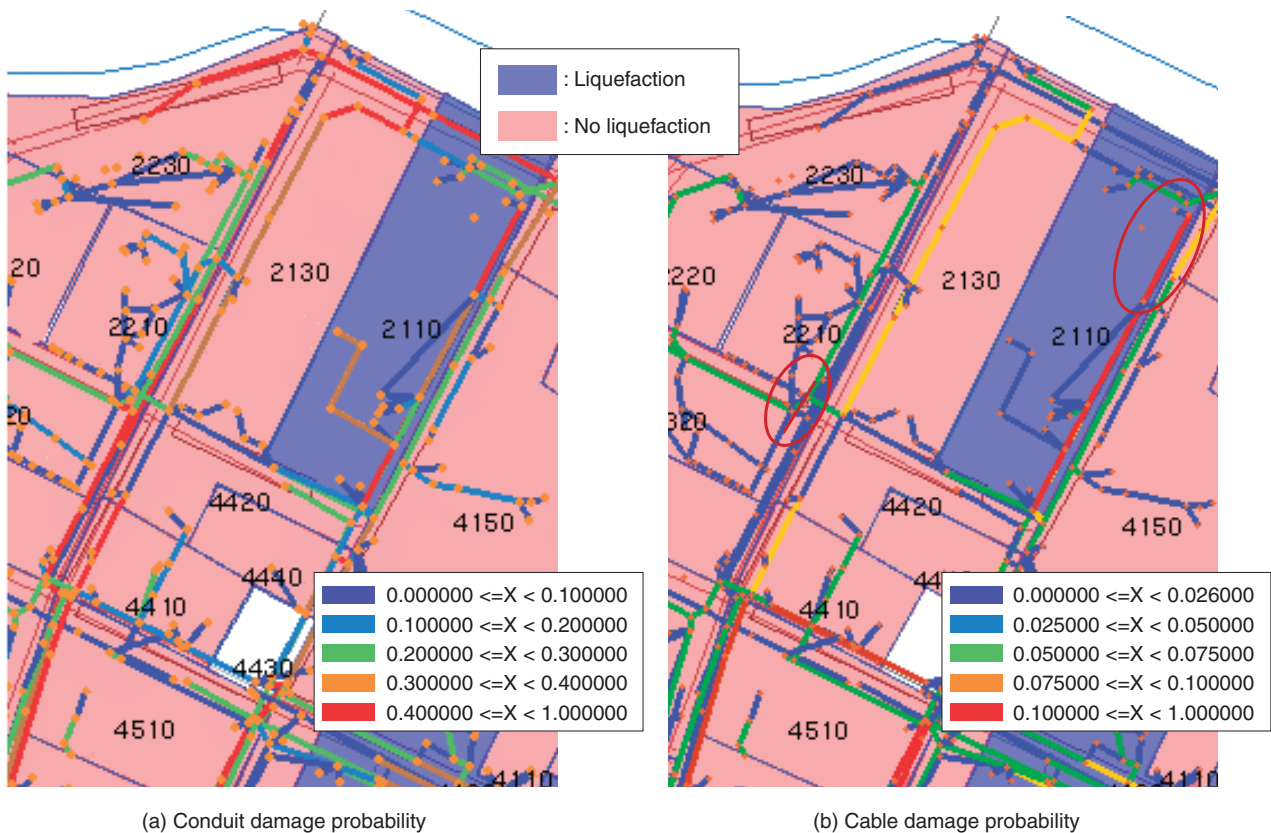 : Liquefaction
: No liquefaction
2230
20
2130
2210
2110
20
4420
4150
4440
4410
4430
4510
4110
0.000000 <=X < 0.100000
0.100000 <=X < 0.200000
0.200000 <=X < 0.300000
0.300000 <=X < 0.400000
0.400000 <=X < 1.000000
(a) Conduit damage probability
2230
2220
2130
2210
2110
320
4420
4150
4410
4510
4110
0.000000 <=X < 0.026000
0.025000 <=X < 0.050000
0.050000 <=X < 0.075000
0.075000 <=X < 0.100000
0.100000 <=X < 1.000000
(b) Cable damage probability